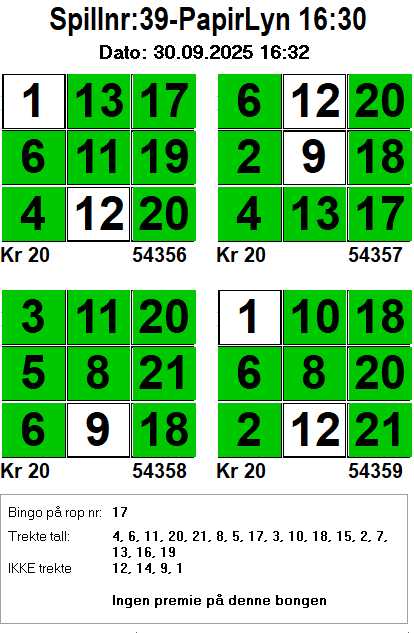 Spillnr:39-PapirLyn 16:30
Dato: 30.09.2025 16:32
1 13 17 6 12 20
6 11 19 2 9 18
4 12 20 4 13 17
Kr 20 54356 Kr 20 54357
3 11 20 1 10 18
5 8 21 6 8 20
6 9 18 2 12 21
Kr 20 54358 Kr 20 54359
Bingo på rop nr: 17
Trekte tall: 4, 6, 11, 20, 21, 8, 5, 17, 3, 10, 18, 15, 2, 7,
13, 16, 19
IKKE trekte 12, 14, 9, 1
Ingen premie på denne bongen